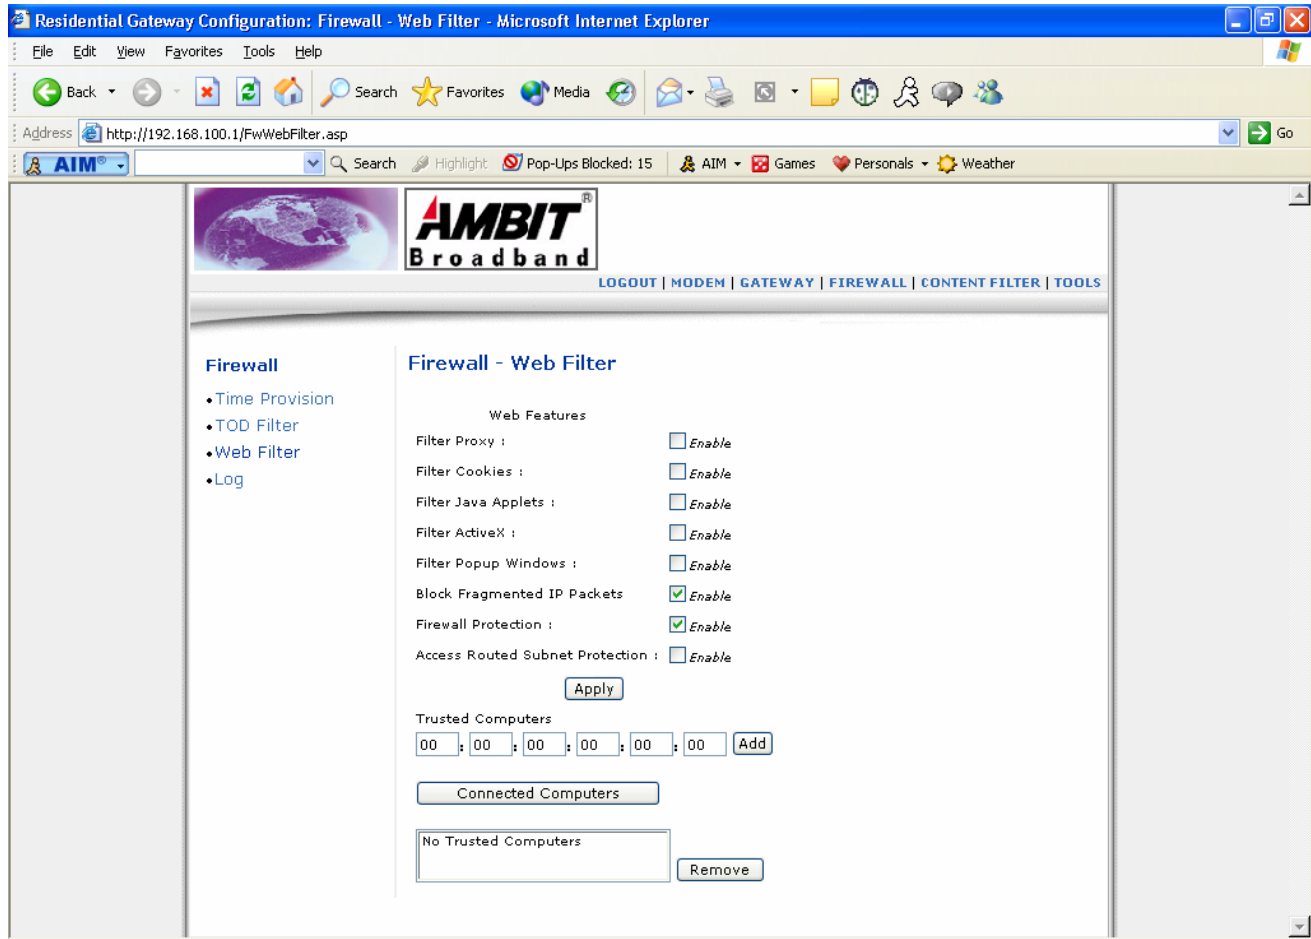 Residential Gateway Configuration: Firewall - Web Filter - Microsoft Internet Explorer
File Edit View Favorites Tools Help
Back Search Favorites Media
Address http://192.168.100.1/FwWebFilter.asp Go
AIM® Search Highlight Pop-Ups Blocked: 15 AIM Games Personals Weather
AMBIT®
Broadband
LOGOUT | MODEM | GATEWAY | FIREWALL | CONTENT FILTER | TOOLS
Firewall
•Time Provision
•TOD Filter
•Web Filter
•Log
Firewall - Web Filter
Web Features
Filter Proxy : Enable
Filter Cookies : Enable
Filter Java Applets : Enable
Filter ActiveX : Enable
Filter Popup Windows : Enable
Block Fragmented IP Packets Enable
Firewall Protection : Enable
Access Routed Subnet Protection : Enable
Apply
Trusted Computers
00 : 00 : 00 : 00 : 00 : 00 Add
Connected Computers
No Trusted Computers
Remove